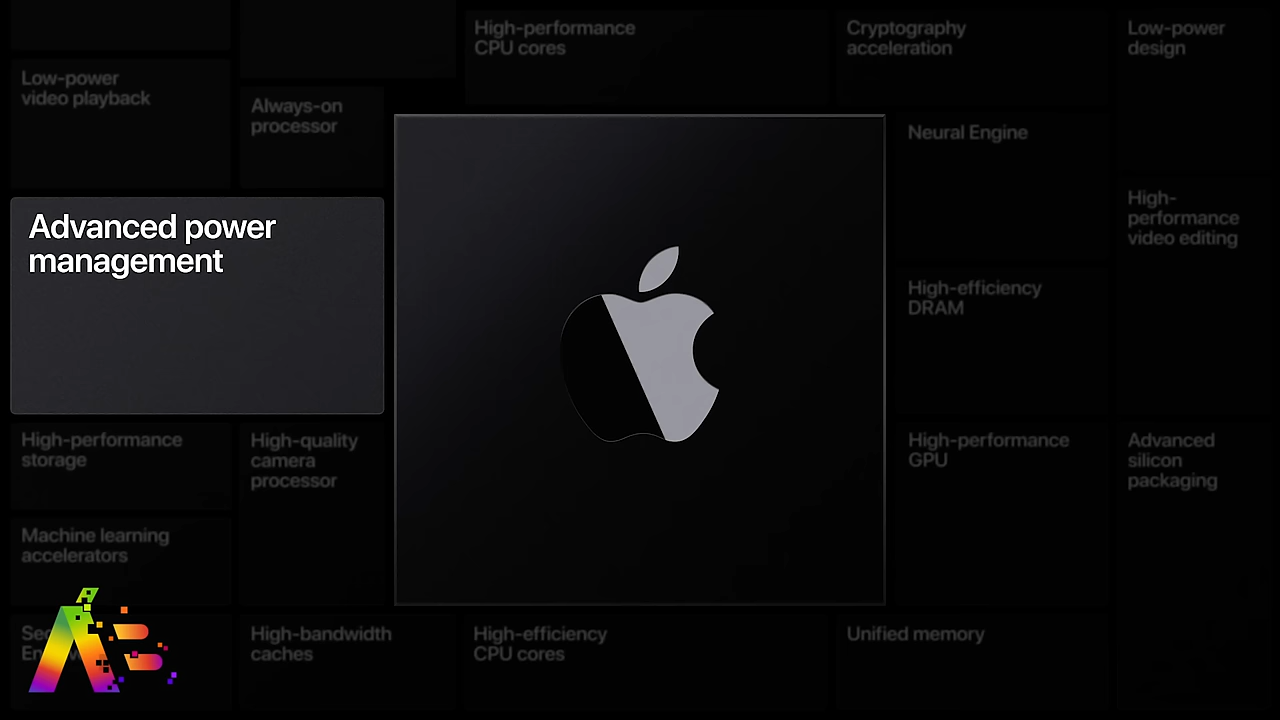 High-performance
CPU cores
Cryptography
acceleration
Low-power
design
Low-power
video playback
Always-on
processor
Neural Engine
High-
performance
video editing
Advanced power
management
High-efficiency
DRAM
High-performance
storage
High-quality
camera
processor
High-performance
GPU
Advanced
silicon
packaging
Machine learning
accelerators
High-bandwidth
caches
High-efficiency
CPU cores
Unified memory